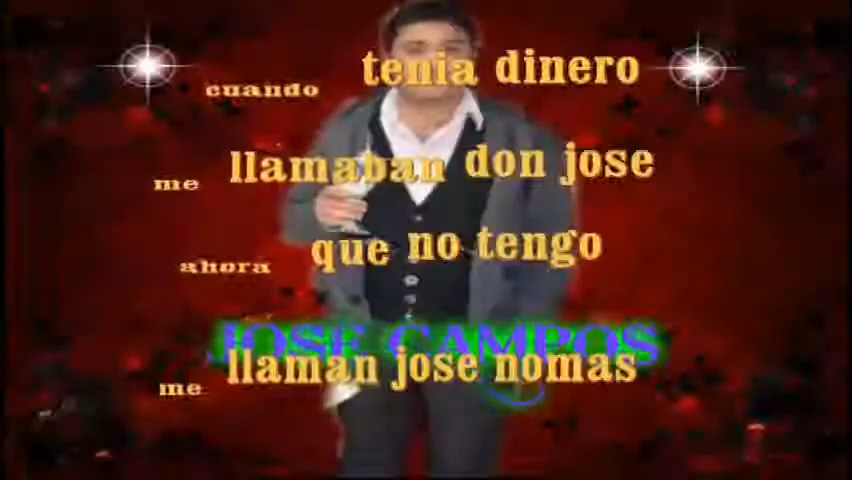 cuando tenia dinero
me llamaban don jose
ahora que no tengo
JOSE CAMPOS
me llaman jose nomas